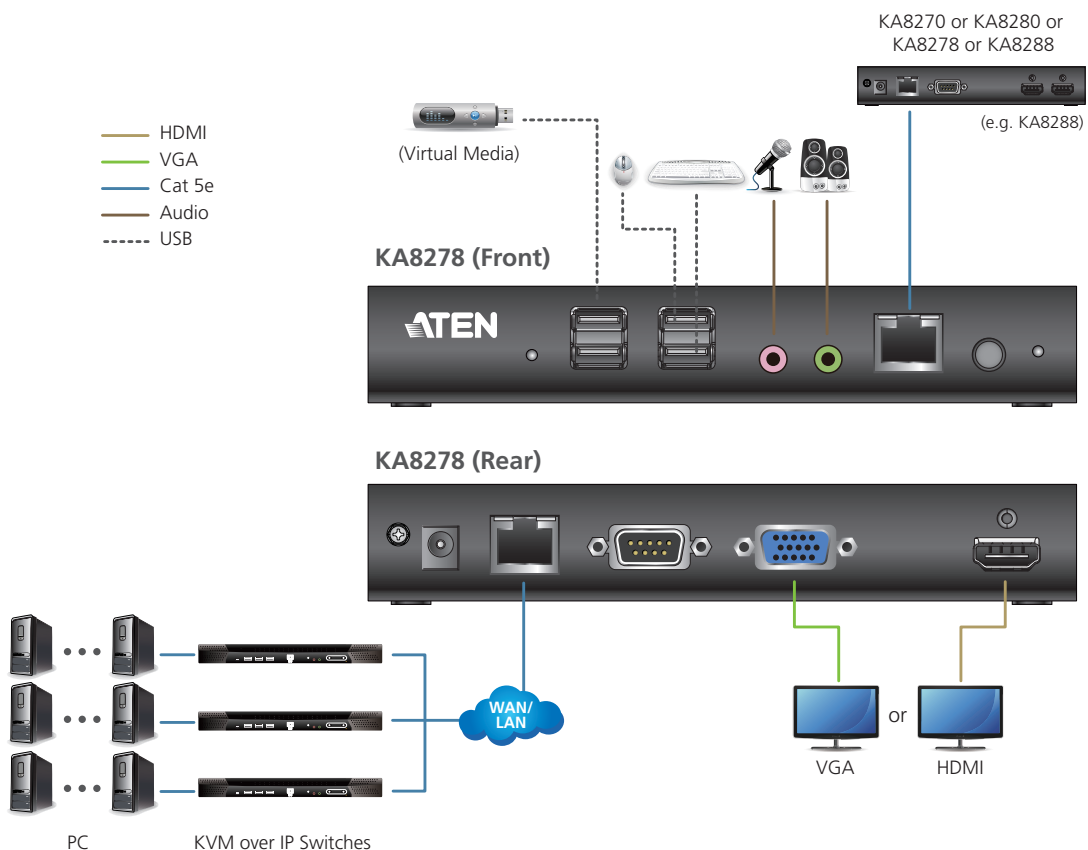 KA8270 or KA8280 or
KA8278 or KA8288
(e.g. KA8288)
HDMI
VGA
Cat 5e
Audio
USB
(Virtual Media)
KA8278 (Front)
ATEN
KA8278 (Rear)
WAN/
LAN
or
VGA
HDMI
PC
KVM over IP Switches